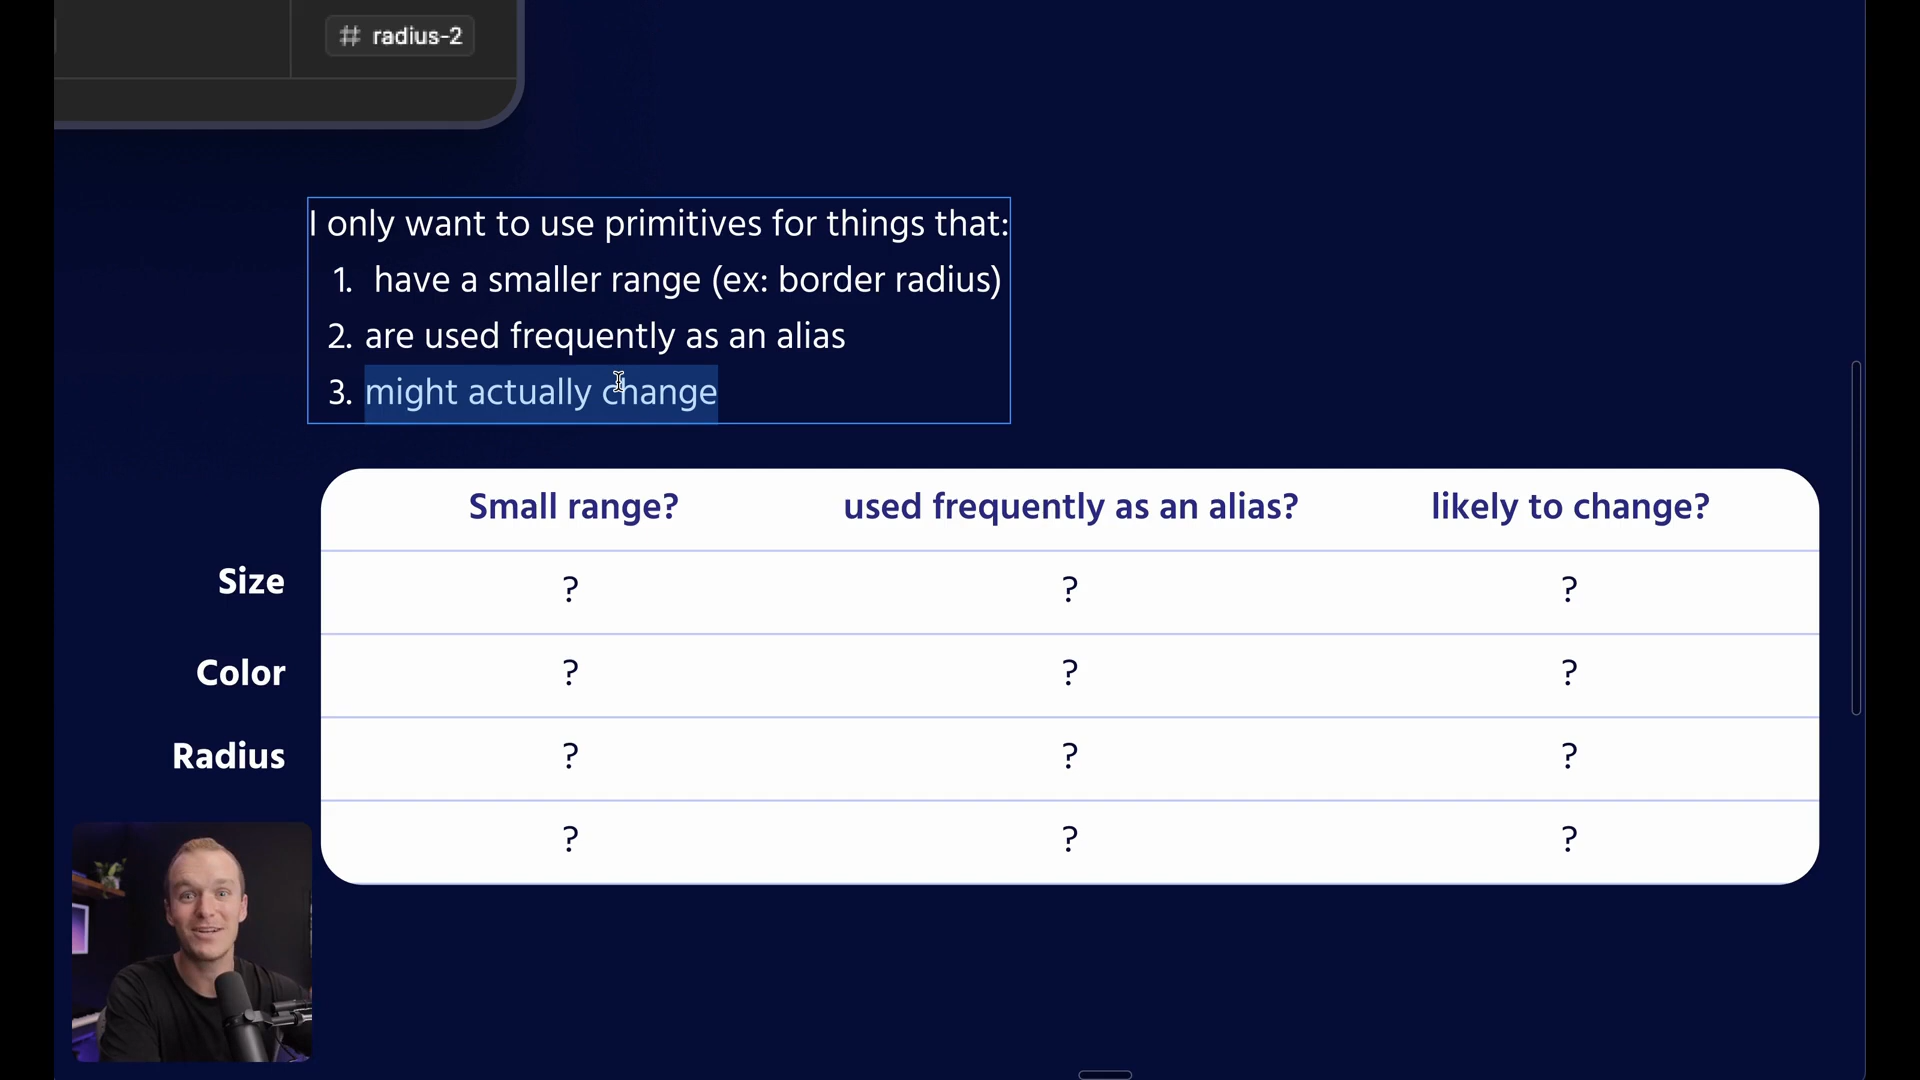 # radius-2
I only want to use primitives for things that:
1. have a smaller range (ex: border radius)
2. are used frequently as an alias
3. might actually change
Small range? used frequently as an alias? likely to change?
Size ? ? ?
Color ? ? ?
Radius ? ? ?
? ? ?